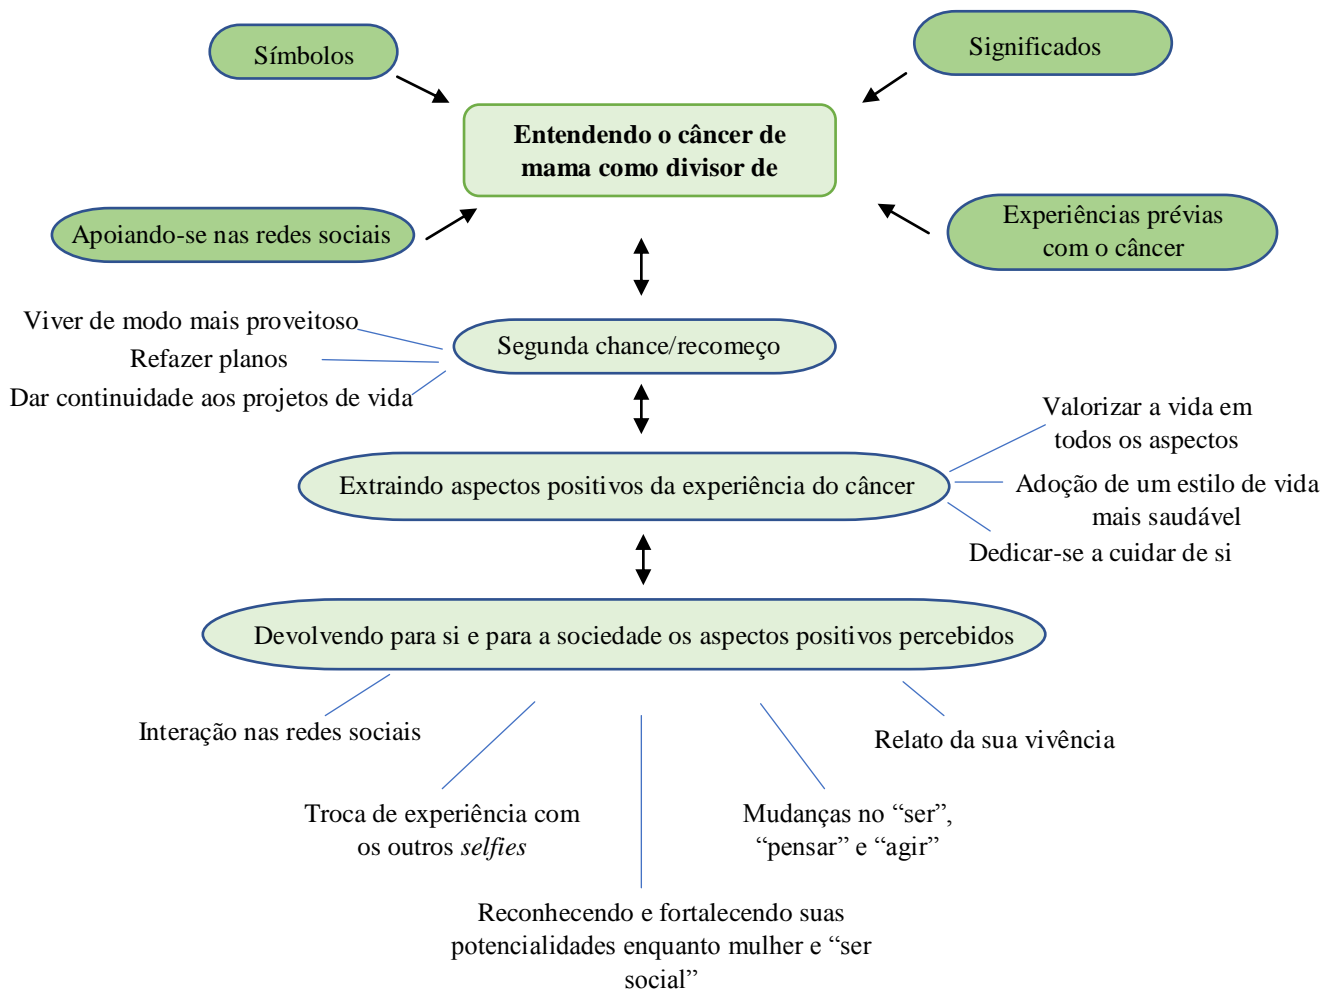 Símbolos
Significados
Entendendo o câncer de
mama como divisor de
Apoiando-se nas redes sociais
Experiências prévias
com o câncer
Viver de modo mais proveitoso
Refazer planos
Dar continuidade aos projetos de vida
Segunda chance/recomeço
Valorizar a vida em
todos os aspectos
Extraindo aspectos positivos da experiência do câncer
Adoção de um estilo de vida
mais saudável
Dedicar-se a cuidar de si
Devolvendo para si e para a sociedade os aspectos positivos percebidos
Interação nas redes sociais
Relato da sua vivência
Troca de experiência com
os outros selfies
Mudanças no “ser”,
“pensar” e “agir”
Reconhecendo e fortalecendo suas
potencialidades enquanto mulher e “ser
social”